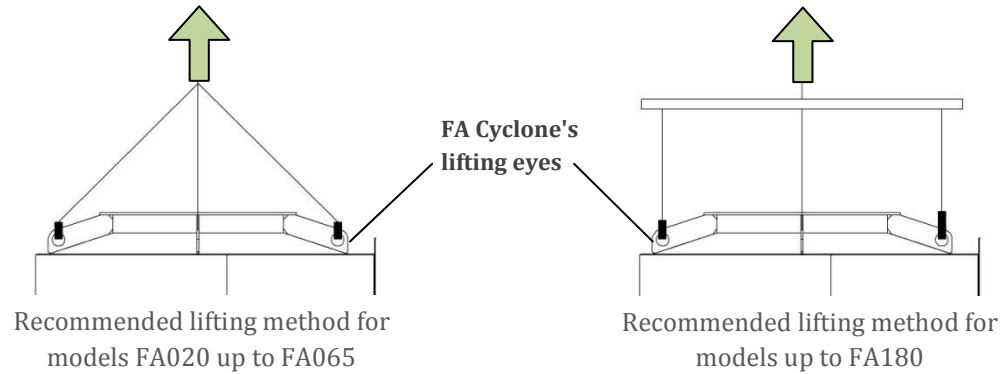 FA Cyclone's
lifting eyes
Recommended lifting method for
models FA020 up to FA065
Recommended lifting method for
models up to FA180